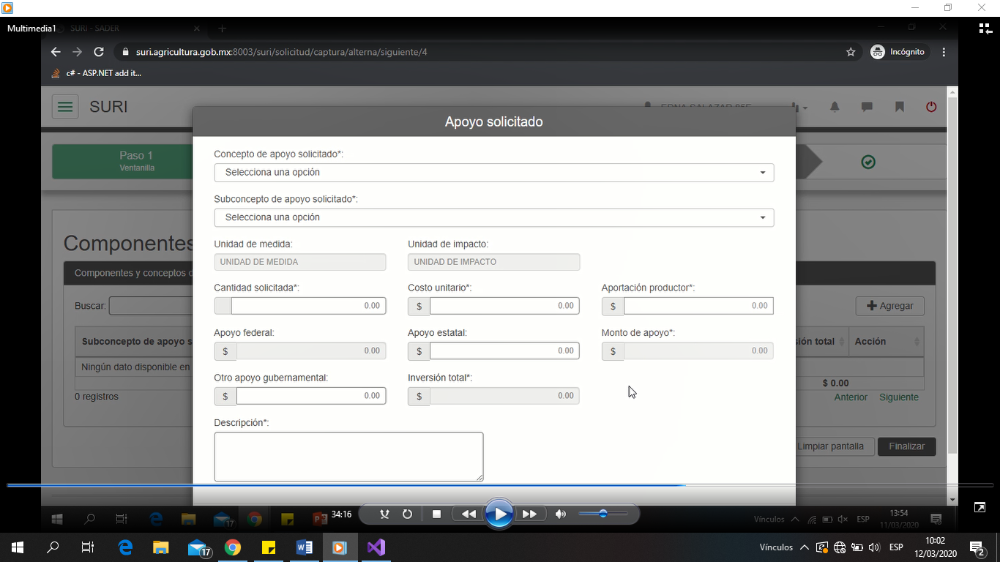 Multimedia1
SURI - SADER
suri.agricultura.gob.mx:8003/suri/solicitud/captura/alterna/siguiente/4
Incógnito
c# - ASP.NET add it...
SURI
Apoyo solicitado
Paso 1
Ventanilla
Concepto de apoyo solicitado*:
Selecciona una opción
Subconcepto de apoyo solicitado*:
Selecciona una opción
Unidad de medida:
Unidad de impacto:
UNIDAD DE MEDIDA
UNIDAD DE IMPACTO
Cantidad solicitada*:
Costo unitario*:
Aportación productor*:
0.00
$ 0.00
$ 0.00
Apoyo federal:
Apoyo estatal:
Monto de apoyo*:
$ 0.00
$ 0.00
$ 0.00
Otro apoyo gubernamental:
Inversión total*:
$ 0.00
$ 0.00
Descripción*:
Componentes
Componentes y conceptos
Buscar:
Agregar
Subconcepto de apoyo
total
Acción
Ningún dato disponible en
$ 0.00
0 registros
Anterior
Siguiente
Limpiar pantalla
Finalizar
17
34:16
Vínculos
ESP
13:54
11/03/2020
17
Vínculos
ESP
10:02
12/03/2020
2